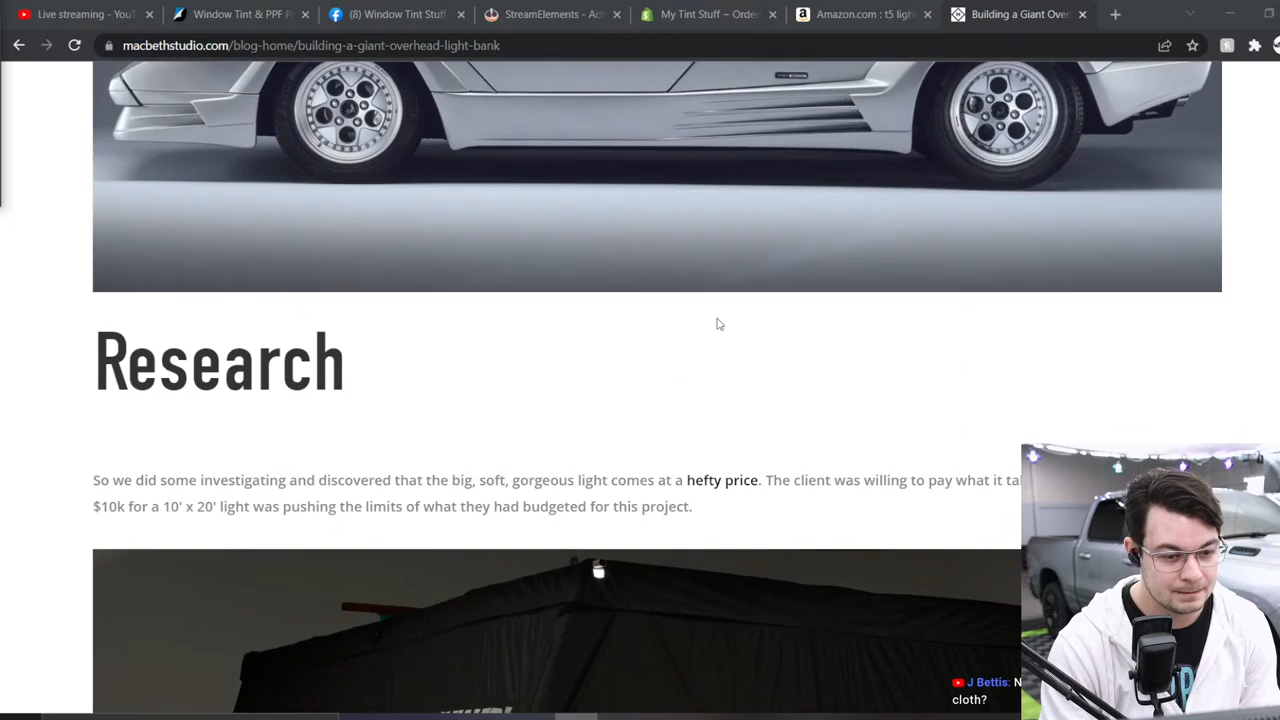 Live streaming - YouT
Window Tint & PPF P
(8) Window Tint Stuff
StreamElements - Act
My Tint Stuff ~ Order
Amazon.com : t5 ligh
Building a Giant Over
macbethstudio.com/blog-home/building-a-giant-overhead-light-bank
Research
So we did some investigating and discovered that the big, soft, gorgeous light comes at a hefty price. The client was willing to pay what it ta
$10k for a 10' x 20' light was pushing the limits of what they had budgeted for this project.
J Bettis: N
cloth?